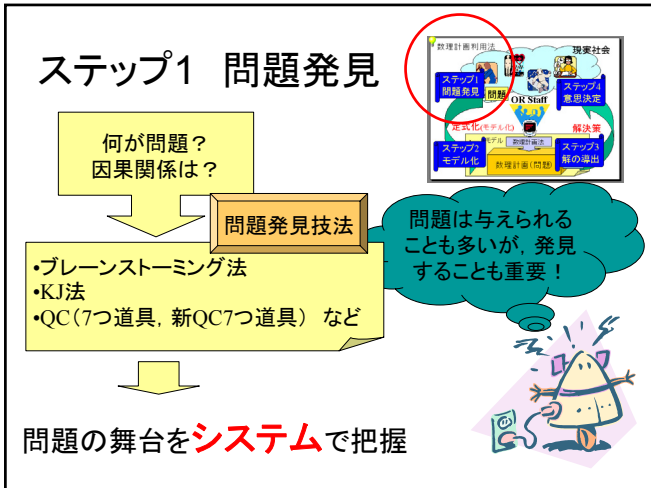 ステップ1 問題発見
数理計画利用法
現実社会
ステップ1
問題発見
問題
OR Staff
ステップ4
意思決定
定式化(モデル化)
解決策
ステップ2
モデル化
モデル
数理計画法
ステップ3
解の導出
数理計画(問題)
何が問題？
因果関係は？
問題発見技法
問題は与えられる
ことも多いが，発見
することも重要！
•ブレーンストーミング法
•KJ法
•QC（7つ道具，新QC7つ道具） など
問題の舞台をシステムで把握